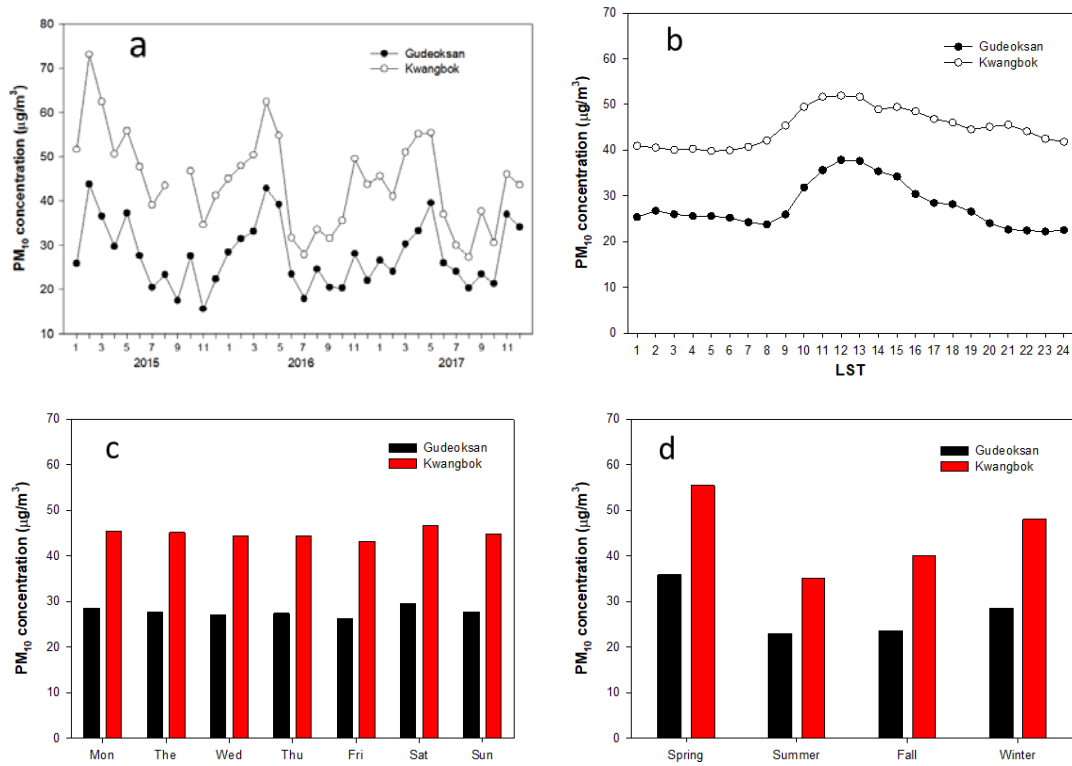 a
Gudeoksan
Kwangbok
PM10 concentration (μg/m3)
80
70
60
50
40
30
20
10
1 3 5 7 9 11 1 3 5 7 9 11 1 3 5 7 9 11
2015 2016 2017
b
Gudeoksan
Kwangbok
PM10 concentration (μg/m3)
70
60
50
40
30
20
10
0
1 2 3 4 5 6 7 8 9 10 11 12 13 14 15 16 17 18 19 20 21 22 23 24
LST
c
Gudeoksan
Kwangbok
PM10 concentration (μg/m3)
70
60
50
40
30
20
10
0
Mon The Wed Thu Fri Sat Sun
d
Gudeoksan
Kwangbok
PM10 concentration (μg/m3)
70
60
50
40
30
20
10
0
Spring Summer Fall Winter